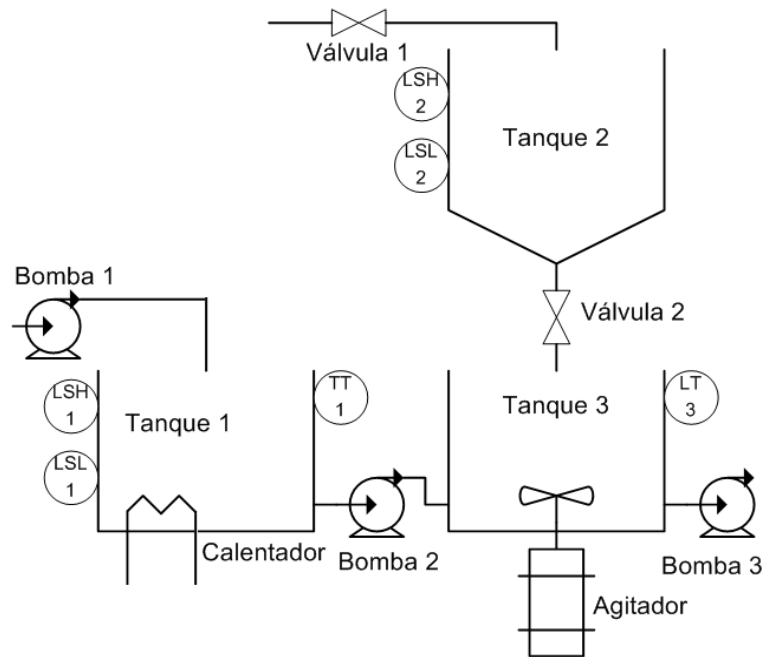 Válvula 1
LSH
2
Tanque 2
LSL
2
Bomba 1
Válvula 2
LSH
1
TT
1
Tanque 3
LT
3
Tanque 1
LSL
1
Calentador
Bomba 2
Bomba 3
Agitador